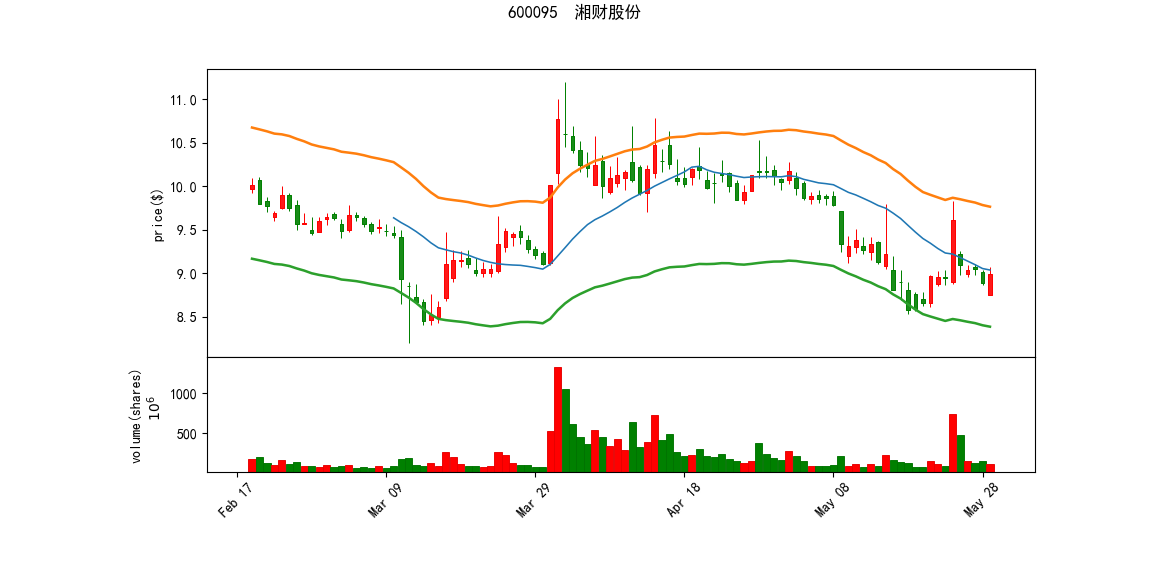 600095  湘财股份
price($)
11.0
10.5
10.0
9.5
9.0
8.5
volume(shares)
10^6
1000
500
Feb 17
Mar 09
Mar 29
Apr 18
May 08
May 28